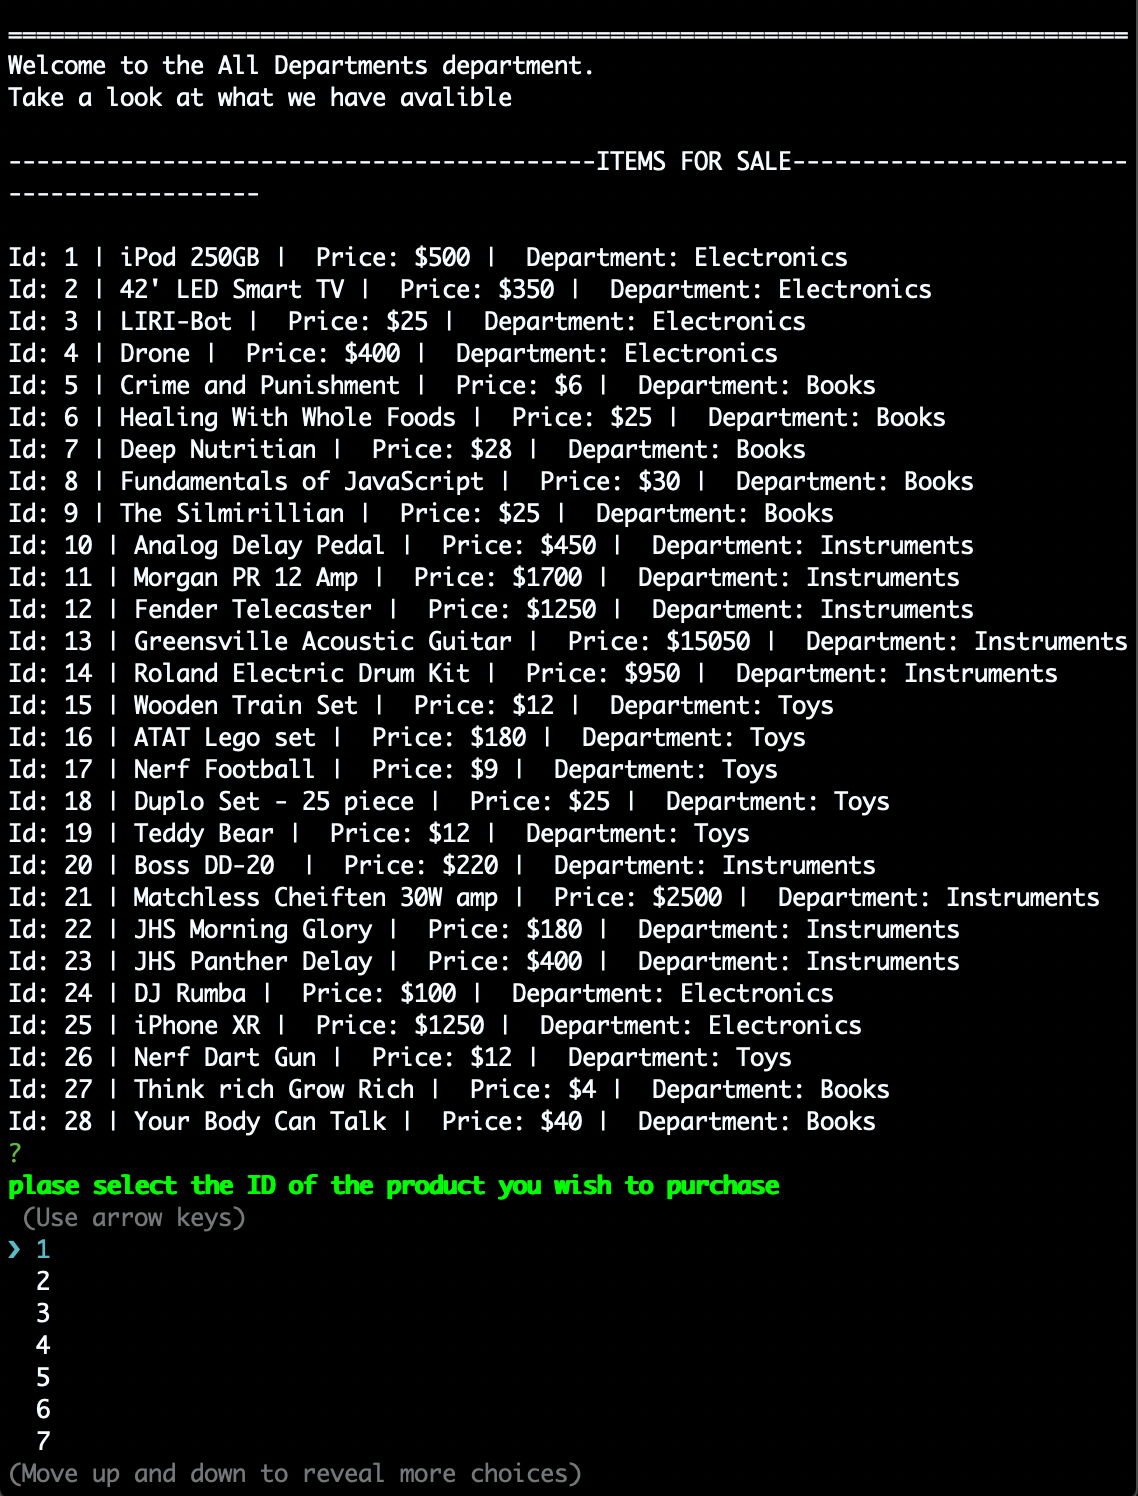 ================================================================================
Welcome to the All Departments department.
Take a look at what we have avalible
------------------------------------------ITEMS FOR SALE------------------------
------------------
Id: 1 | iPod 250GB |  Price: $500 |  Department: Electronics
Id: 2 | 42' LED Smart TV |  Price: $350 |  Department: Electronics
Id: 3 | LIRI-Bot |  Price: $25 |  Department: Electronics
Id: 4 | Drone |  Price: $400 |  Department: Electronics
Id: 5 | Crime and Punishment |  Price: $6 |  Department: Books
Id: 6 | Healing With Whole Foods |  Price: $25 |  Department: Books
Id: 7 | Deep Nutritian |  Price: $28 |  Department: Books
Id: 8 | Fundamentals of JavaScript |  Price: $30 |  Department: Books
Id: 9 | The Silmirillian |  Price: $25 |  Department: Books
Id: 10 | Analog Delay Pedal |  Price: $450 |  Department: Instruments
Id: 11 | Morgan PR 12 Amp |  Price: $1700 |  Department: Instruments
Id: 12 | Fender Telecaster |  Price: $1250 |  Department: Instruments
Id: 13 | Greensville Acoustic Guitar |  Price: $15050 |  Department: Instruments
Id: 14 | Roland Electric Drum Kit |  Price: $950 |  Department: Instruments
Id: 15 | Wooden Train Set |  Price: $12 |  Department: Toys
Id: 16 | ATAT Lego set |  Price: $180 |  Department: Toys
Id: 17 | Nerf Football |  Price: $9 |  Department: Toys
Id: 18 | Duplo Set - 25 piece |  Price: $25 |  Department: Toys
Id: 19 | Teddy Bear |  Price: $12 |  Department: Toys
Id: 20 | Boss DD-20  |  Price: $220 |  Department: Instruments
Id: 21 | Matchless Cheiften 30W amp |  Price: $2500 |  Department: Instruments
Id: 22 | JHS Morning Glory |  Price: $180 |  Department: Instruments
Id: 23 | JHS Panther Delay |  Price: $400 |  Department: Instruments
Id: 24 | DJ Rumba |  Price: $100 |  Department: Electronics
Id: 25 | iPhone XR |  Price: $1250 |  Department: Electronics
Id: 26 | Nerf Dart Gun |  Price: $12 |  Department: Toys
Id: 27 | Think rich Grow Rich |  Price: $4 |  Department: Books
Id: 28 | Your Body Can Talk |  Price: $40 |  Department: Books
?
plase select the ID of the product you wish to purchase
(Use arrow keys)
❯ 1
2
3
4
5
6
7
(Move up and down to reveal more choices)